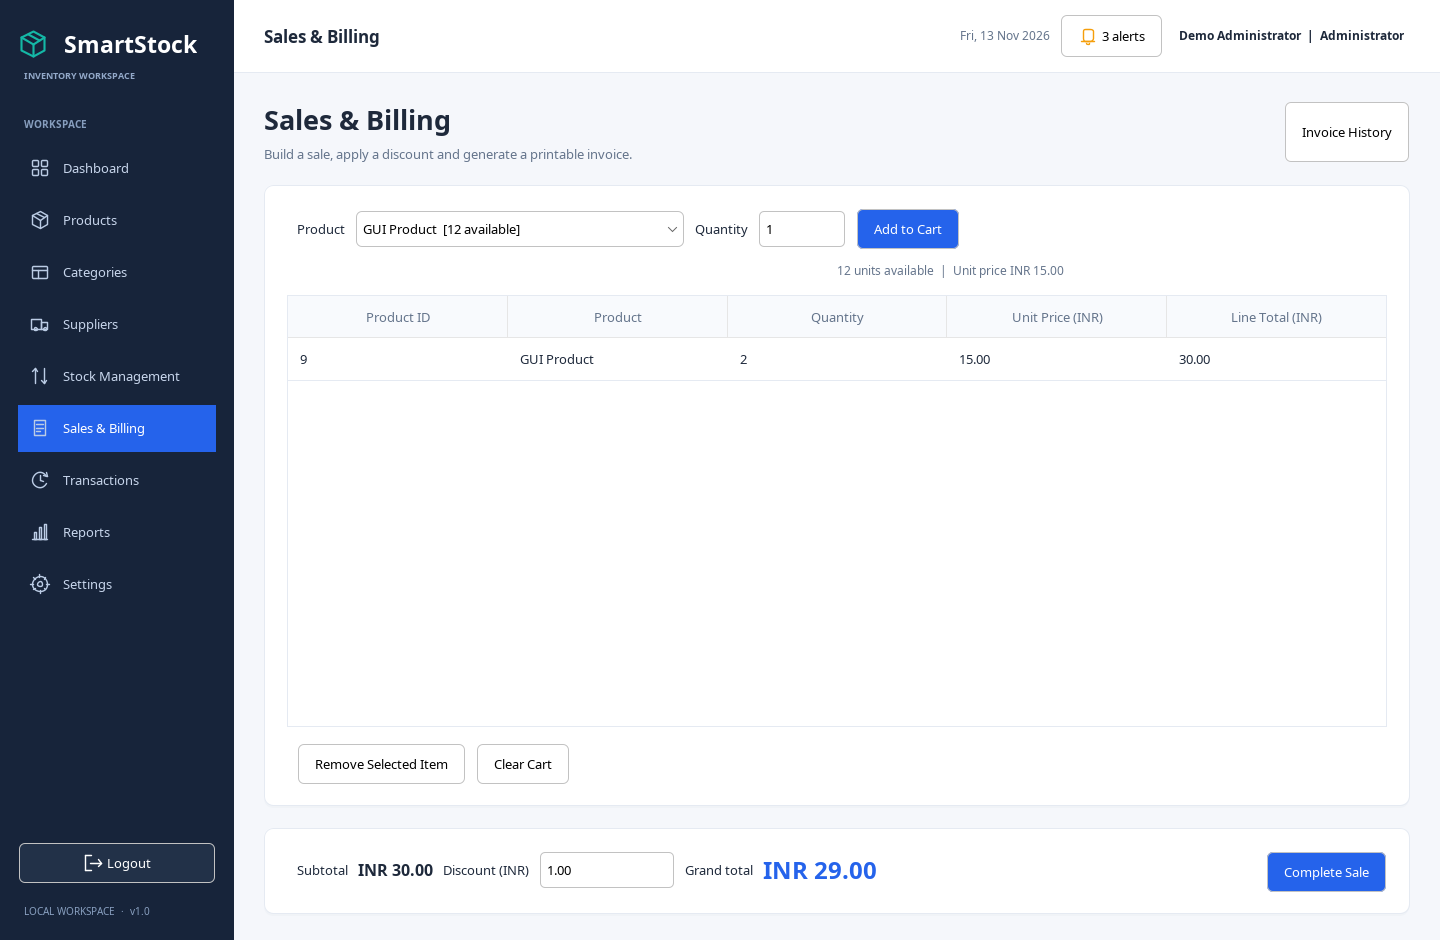 SmartStock
INVENTORY WORKSPACE
WORKSPACE
Dashboard
Products
Categories
Suppliers
Stock Management
Sales & Billing
Transactions
Reports
Settings
Logout
LOCAL WORKSPACE · v1.0
Sales & Billing
Fri, 13 Nov 2026
3 alerts
Demo Administrator | Administrator
Sales & Billing
Build a sale, apply a discount and generate a printable invoice.
Invoice History
Product GUI Product [12 available] Quantity 1 Add to Cart
12 units available | Unit price INR 15.00
Product ID Product Quantity Unit Price (INR) Line Total (INR)
9 GUI Product 2 15.00 30.00
Remove Selected Item Clear Cart
Subtotal INR 30.00 Discount (INR) 1.00 Grand total INR 29.00 Complete Sale